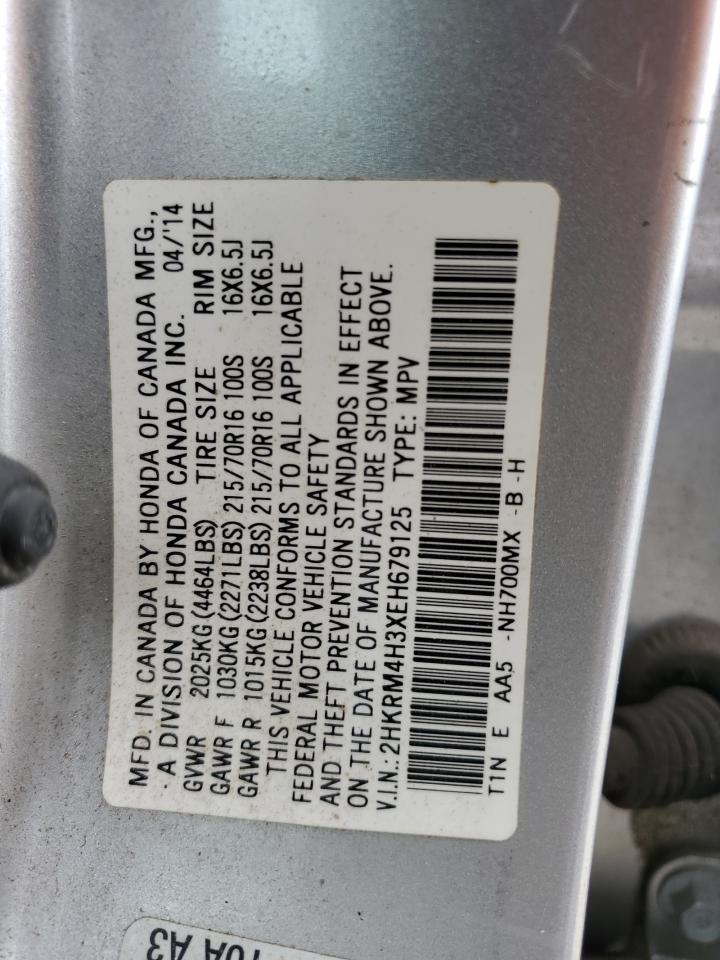 MFD. IN CANADA BY HONDA OF CANADA MFG.,
A DIVISION OF HONDA CANADA INC. 04/'14
GVWR 2025KG (4464LBS) TIRE SIZE RIM SIZE
GAWR F 1030KG (2271LBS) 215/70R16 100S 16X6.5J
GAWR R 1015KG (2238LBS) 215/70R16 100S 16X6.5J
THIS VEHICLE CONFORMS TO ALL APPLICABLE
FEDERAL MOTOR VEHICLE SAFETY
AND THEFT PREVENTION STANDARDS IN EFFECT
ON THE DATE OF MANUFACTURE SHOWN ABOVE.
V.I.N.: 2HKRM4H3XEH679125 TYPE: MPV
T1N E AA5 -NH700MX -B -H
A3